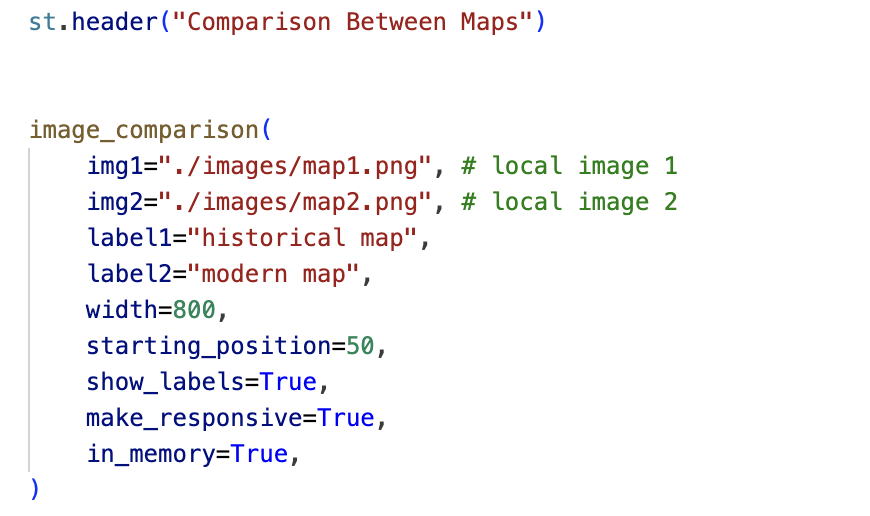 st.header("Comparison Between Maps")
image_comparison(
    img1="./images/map1.png", # local image 1
    img2="./images/map2.png", # local image 2
    label1="historical map",
    label2="modern map",
    width=800,
    starting_position=50,
    show_labels=True,
    make_responsive=True,
    in_memory=True,
)